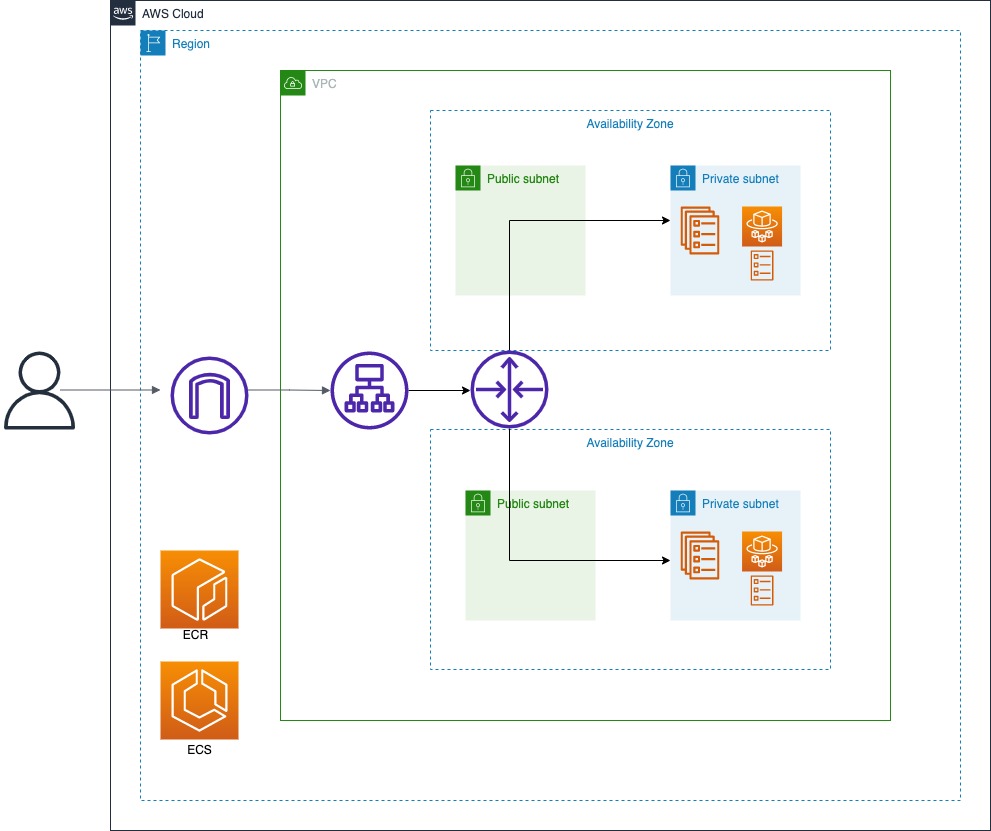 aws
AWS Cloud
Region
VPC
Availability Zone
Public subnet
Private subnet
Availability Zone
Public subnet
Private subnet
ECR
ECS